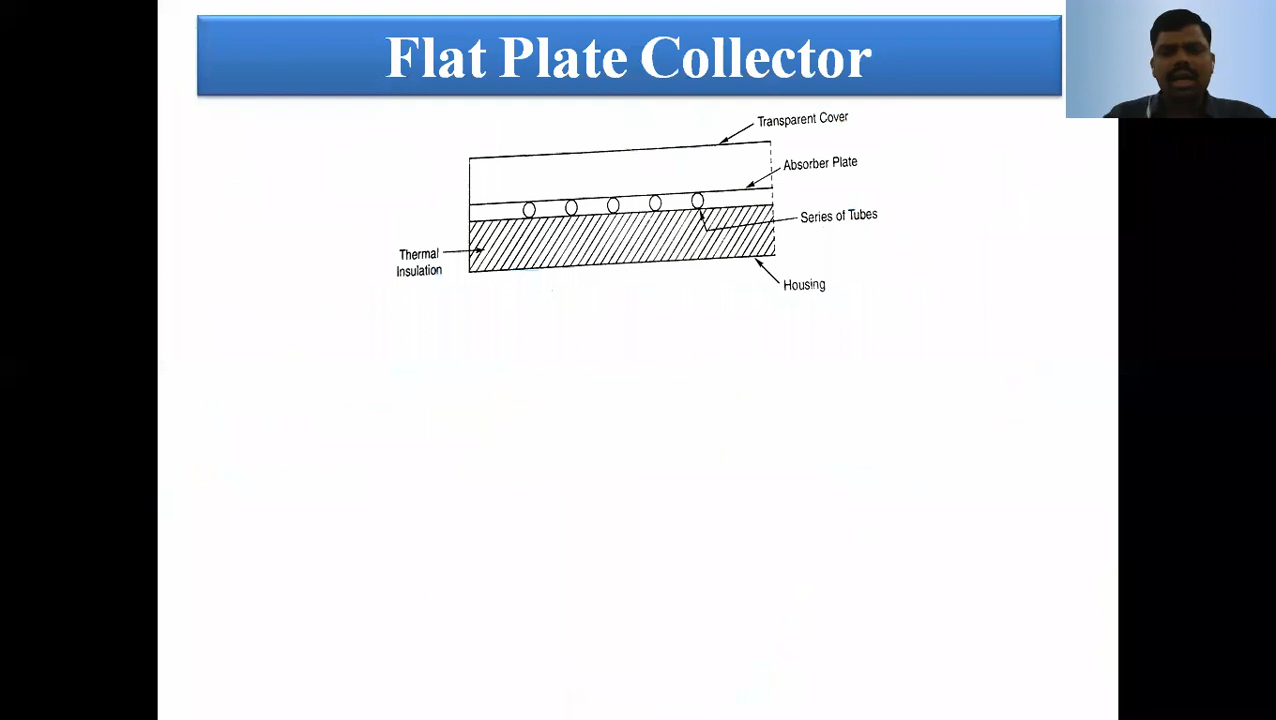 Flat Plate Collector
Transparent Cover
Absorber Plate
Series of Tubes
Thermal
Insulation
Housing